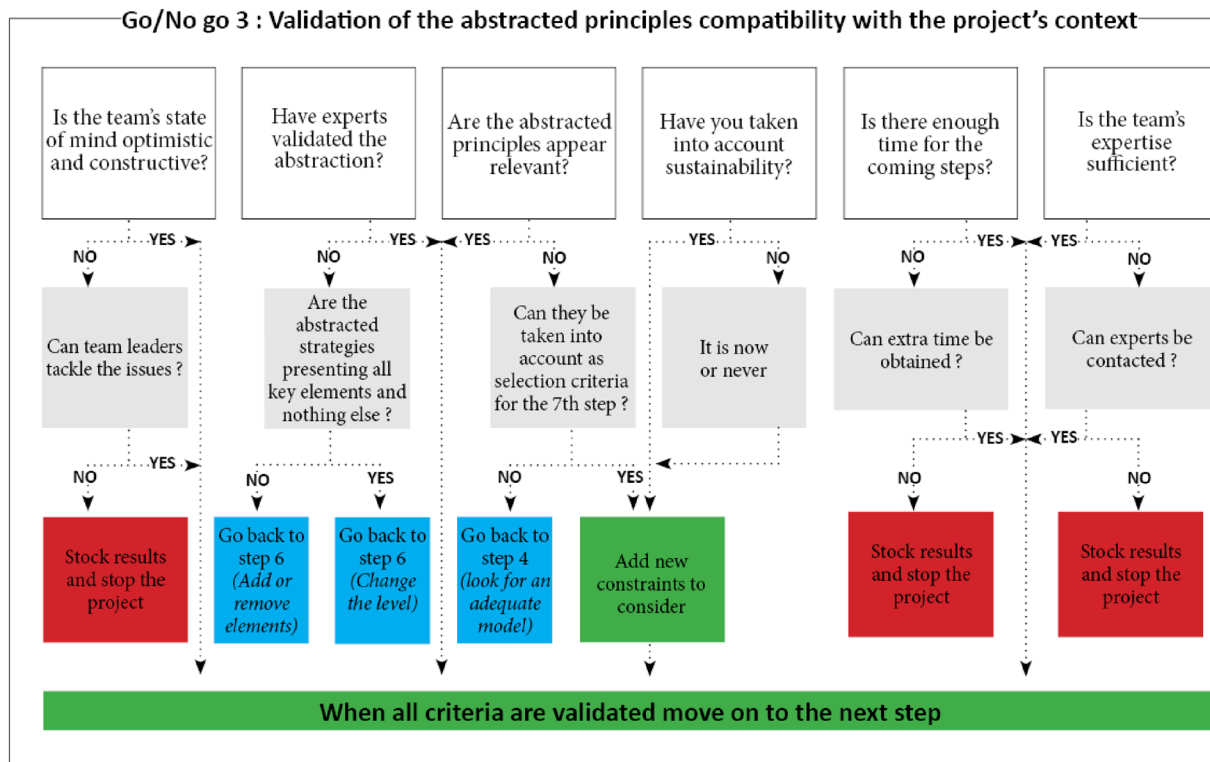 Go/No go 3 : Validation of the abstracted principles compatibility with the project's context
Is the team's state
of mind optimistic
and constructive?
Have experts
validated the
abstraction?
Are the abstracted
principles appear
relevant?
Have you taken
into account
sustainability?
Is there enough
time for the
coming steps?
Is the team's
expertise
sufficient?
YES
NO
YES
NO
YES
NO
YES
NO
YES
NO
YES
NO
Can team leaders
tackle the issues ?
Are the
abstracted
strategies
presenting all
key elements and
nothing else ?
Can they be
taken into
account as
selection criteria
for the 7th step ?
It is now
or never
Can extra time be
obtained ?
Can experts be
contacted ?
NO
YES
NO
YES
NO
YES
NO
YES
YES
NO
Stock results
and stop the
project
Go back to
step 6
(Add or
remove
elements)
Go back to
step 6
(Change
the level)
Go back to
step 4
(look for an
adequate
model)
Add new
constraints to
consider
Stock results
and stop the
project
Stock results
and stop the
project
When all criteria are validated move on to the next step